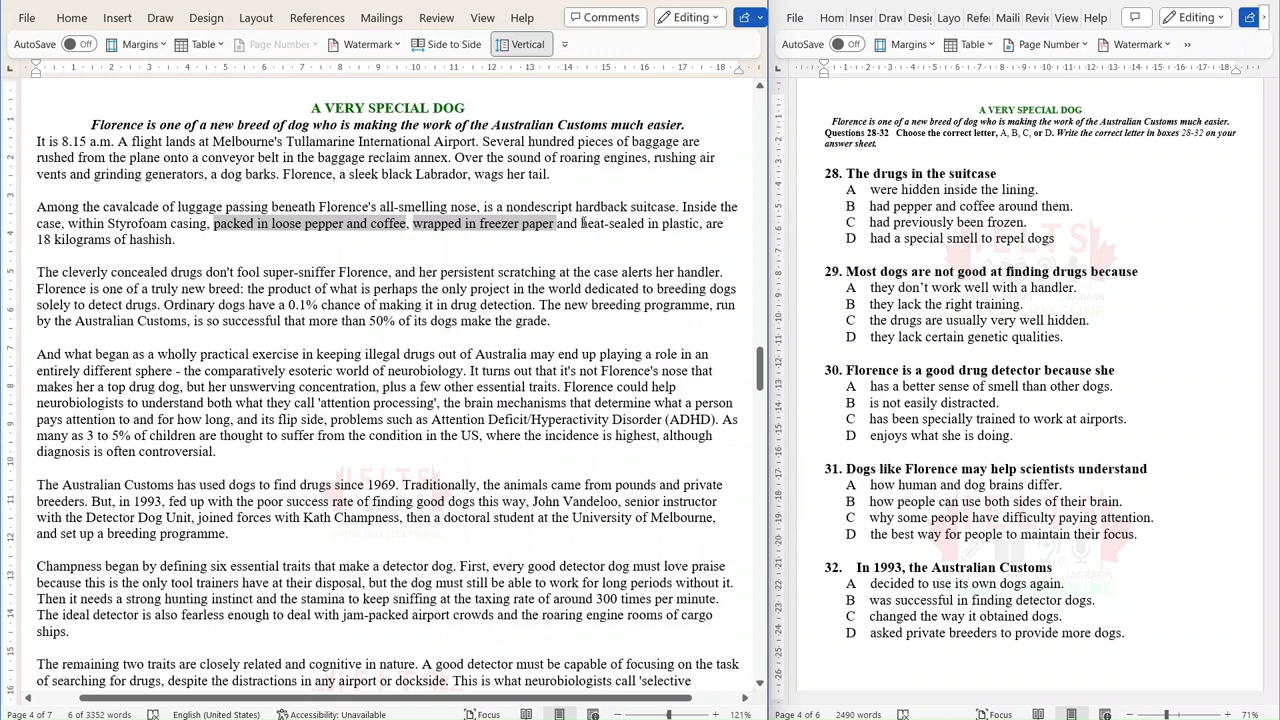 File Home Insert Draw Design Layout References Mailings Review View Help Comments Editing
AutoSave Off Margins Table Page Number Watermark Side to Side Vertical
A VERY SPECIAL DOG
Florence is one of a new breed of dog who is making the work of the Australian Customs much easier.
It is 8.15 a.m. A flight lands at Melbourne's Tullamarine International Airport. Several hundred pieces of baggage are
rushed from the plane onto a conveyor belt in the baggage reclaim annex. Over the sound of roaring engines, rushing air
vents and grinding generators, a dog barks. Florence, a sleek black Labrador, wags her tail.
Among the cavalcade of luggage passing beneath Florence's all-smelling nose, is a nondescript hardback suitcase. Inside the
case, within Styrofoam casing, packed in loose pepper and coffee, wrapped in freezer paper and heat-sealed in plastic, are
18 kilograms of hashish.
The cleverly concealed drugs don't fool super-sniffer Florence, and her persistent scratching at the case alerts her handler.
Florence is one of a truly new breed: the product of what is perhaps the only project in the world dedicated to breeding dogs
solely to detect drugs. Ordinary dogs have a 0.1% chance of making it in drug detection. The new breeding programme, run
by the Australian Customs, is so successful that more than 50% of its dogs make the grade.
And what began as a wholly practical exercise in keeping illegal drugs out of Australia may end up playing a role in an
entirely different sphere - the comparatively esoteric world of neurobiology. It turns out that it's not Florence's nose that
makes her a top drug dog, but her unswerving concentration, plus a few other essential traits. Florence could help
neurobiologists to understand both what they call 'attention processing', the brain mechanisms that determine what a person
pays attention to and for how long, and its flip side, problems such as Attention Deficit/Hyperactivity Disorder (ADHD). As
many as 3 to 5% of children are thought to suffer from the condition in the US, where the incidence is highest, although
diagnosis is often controversial.
The Australian Customs has used dogs to find drugs since 1969. Traditionally, the animals came from pounds and private
breeders. But, in 1993, fed up with the poor success rate of finding good dogs this way, John Vandeloo, senior instructor
with the Detector Dog Unit, joined forces with Kath Champness, then a doctoral student at the University of Melbourne,
and set up a breeding programme.
Champness began by defining six essential traits that make a detector dog. First, every good detector dog must love praise
because this is the only tool trainers have at their disposal, but the dog must still be able to work for long periods without it.
Then it needs a strong hunting instinct and the stamina to keep sniffing at the taxing rate of around 300 times per minute.
The ideal detector is also fearless enough to deal with jam-packed airport crowds and the roaring engine rooms of cargo
ships.
The remaining two traits are closely related and cognitive in nature. A good detector must be capable of focusing on the task
of searching for drugs, despite the distractions in any airport or dockside. This is what neurobiologists call 'selective
Page 4 6 of 3352 words English (United States) Accessibility: Unavailable Focus 121%
File Hom Inser Draw Desig Layo Refer Maili Revie View Help Editing
AutoSave Off Margins Table Page Number Watermark
A VERY SPECIAL DOG
Florence is one of a new breed of dog who is making the work of the Australian Customs much easier.
Questions 28-32 Choose the correct letter, A, B, C, or D. Write the correct letter in boxes 28-32 on your
answer sheet.
28. The drugs in the suitcase
A were hidden inside the lining.
B had pepper and coffee around them.
C had previously been frozen.
D had a special smell to repel dogs
29. Most dogs are not good at finding drugs because
A they don't work well with a handler.
B they lack the right training.
C the drugs are usually very well hidden.
D they lack certain genetic qualities.
30. Florence is a good drug detector because she
A has a better sense of smell than other dogs.
B is not easily distracted.
C has been specially trained to work at airports.
D enjoys what she is doing.
31. Dogs like Florence may help scientists understand
A how human and dog brains differ.
B how people can use both sides of their brain.
C why some people have difficulty paying attention.
D the best way for people to maintain their focus.
32. In 1993, the Australian Customs
A decided to use its own dogs again.
B was successful in finding detector dogs.
C changed the way it obtained dogs.
D asked private breeders to provide more dogs.
Page 4 of 6 2490 words Focus 71%